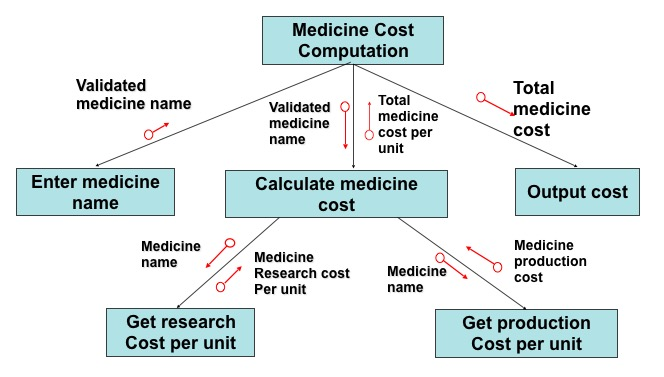 Medicine Cost
Computation
Validated
medicine name
Validated
medicine
name
Total
medicine
cost per
unit
Total
medicine
cost
Enter medicine
name
Calculate medicine
cost
Output cost
Medicine
name
Medicine
Research cost
Per unit
Medicine
name
Medicine
production
cost
Get research
Cost per unit
Get production
Cost per unit